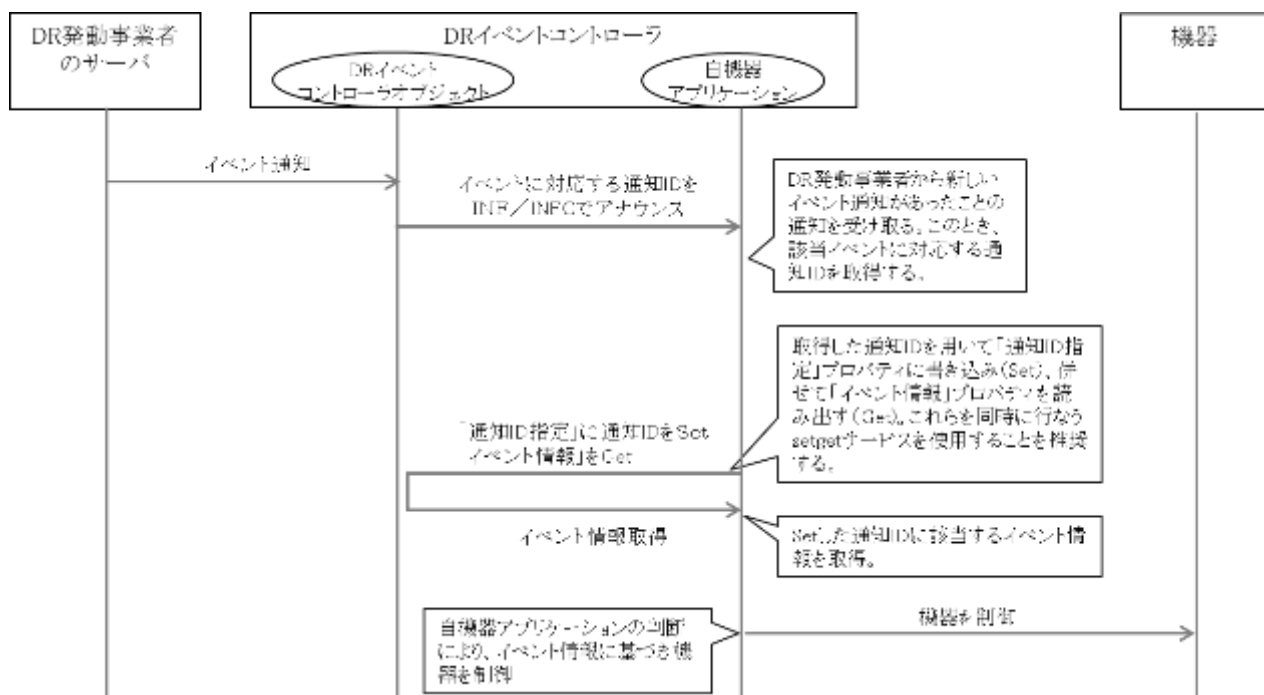 DR発動事業者
のサーバ
DRイベントコントローラ
機器
DRイベント
コントローラオブジェクト
自機器
アプリケーション
イベント通知
イベントに対応する通知IDを
INF/INFCでアナウンス
DR発動事業者から新しい
イベント通知があったことの
通知を受け取る。このとき、
該当イベントに対応する通
知IDを取得する。
取得した通知IDを用いて「通知ID指
定」プロパティに書き込み(Set)、併
せて「イベント情報」プロパティを読
み出す(Get)。これらを同時に行なう
setgetサービスを使用することを推奨
する。
「通知ID指定」に通知IDをSet
イベント情報」をGet
イベント情報取得
Setした通知IDに該当するイベント情
報を取得。
機器を制御
自機器アプリケーションの判断
により、イベント情報に基づき機
器を制御